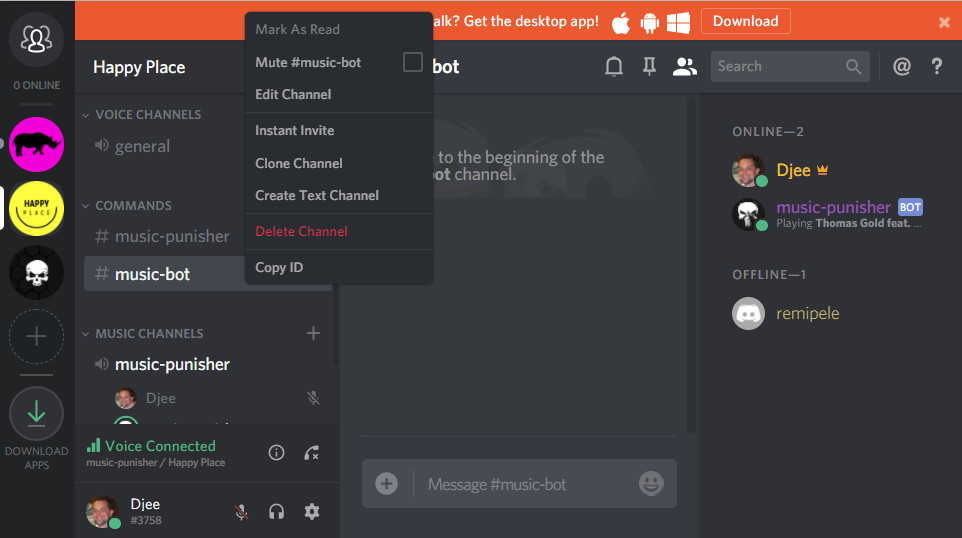 alk? Get the desktop app!
Download
0 ONLINE
HAPPY
PLACE
DOWNLOAD
APPS
Happy Place
VOICE CHANNELS
general
COMMANDS
# music-punisher
# music-bot
MUSIC CHANNELS
music-punisher
Djee
Voice Connected
music-punisher / Happy Place
Djee
#3758
Mark As Read
Mute #music-bot
Edit Channel
Instant Invite
Clone Channel
Create Text Channel
Delete Channel
Copy ID
bot
Search
@ ?
to the beginning of the
ot channel.
Message #music-bot
ONLINE—2
Djee
music-punisher BOT
Playing Thomas Gold feat. ...
OFFLINE—1
remipele